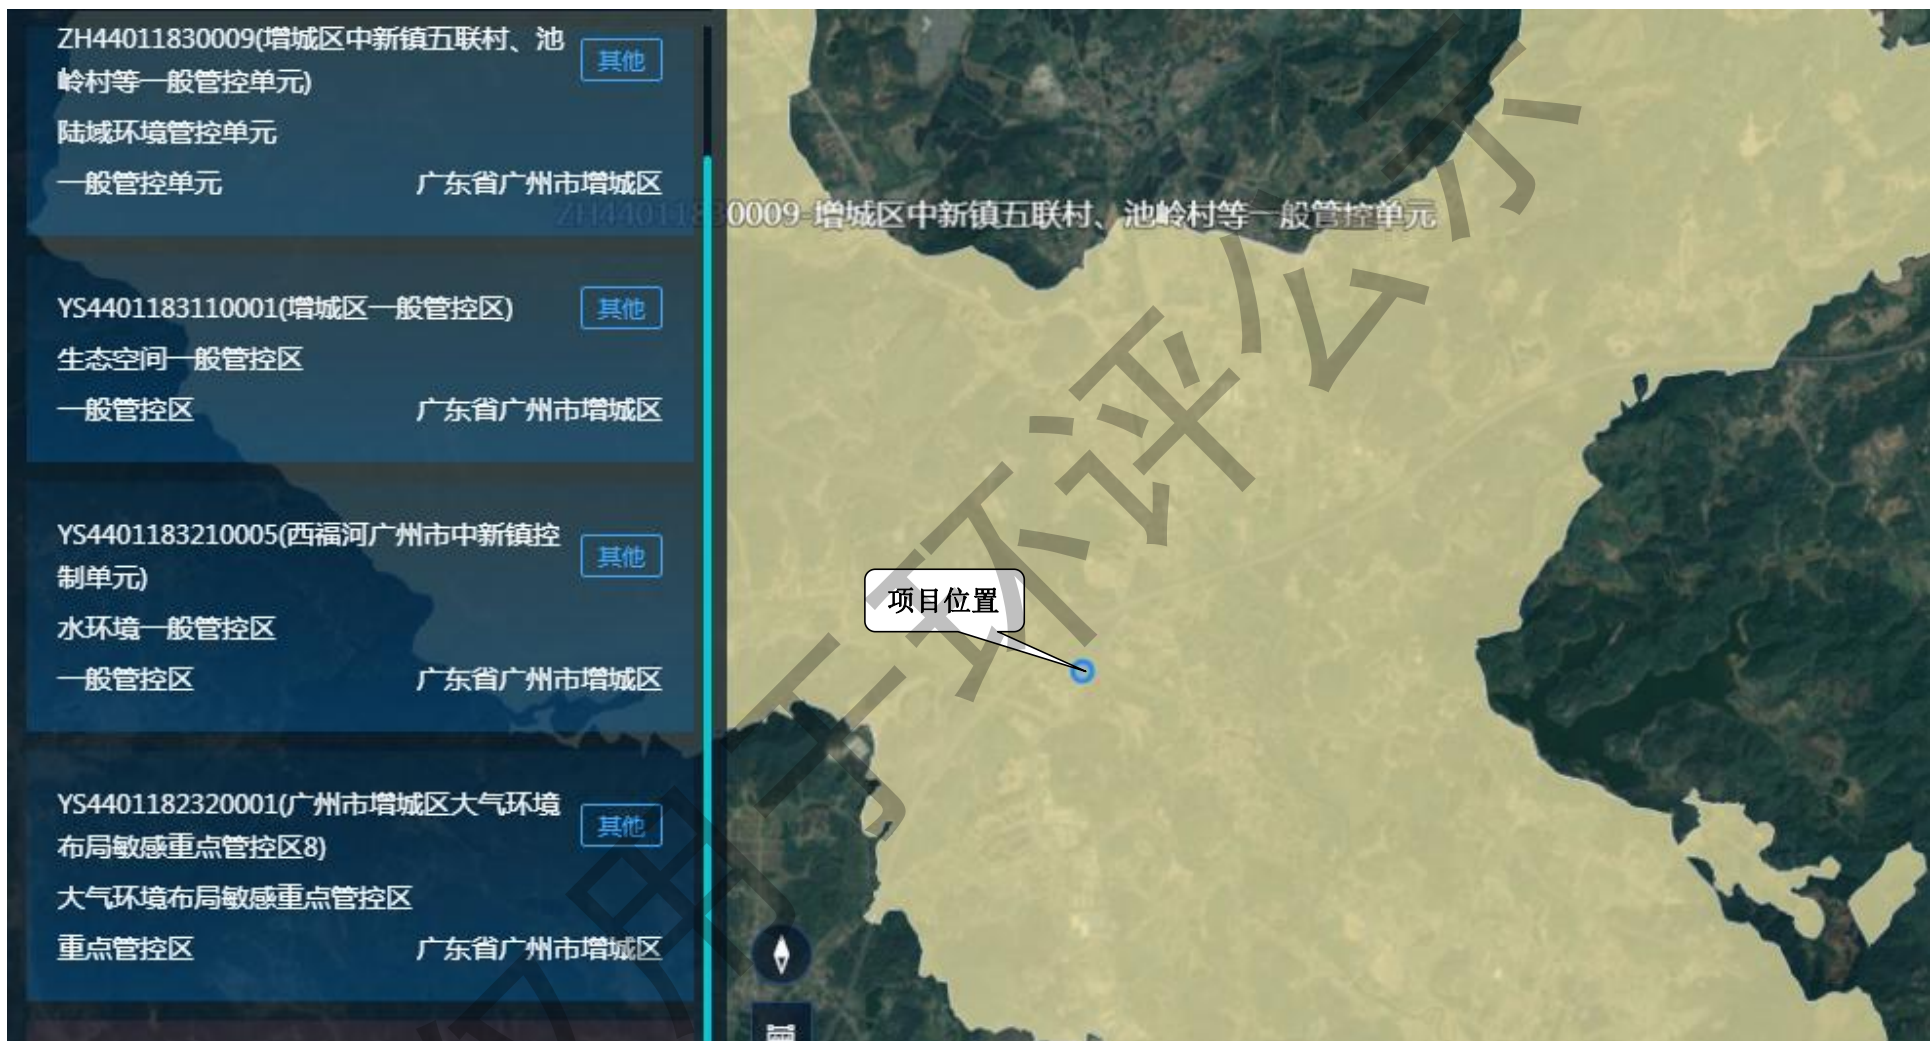 ZH44011830009(增城区中新镇五联村、池
岭村等一般管控单元)
其他
陆域环境管控单元
一般管控单元 广东省广州市增城区
ZH44011830009-增城区中新镇五联村、池岭村等一般管控单元
YS4401183110001(增城区一般管控区)
其他
生态空间一般管控区
一般管控区 广东省广州市增城区
YS4401183210005(西福河广州市中新镇控
制单元)
其他
水环境一般管控区
一般管控区 广东省广州市增城区
YS4401182320001(广州市增城区大气环境
布局敏感重点管控区8)
其他
大气环境布局敏感重点管控区
重点管控区 广东省广州市增城区
项目位置
仅用于环评公示